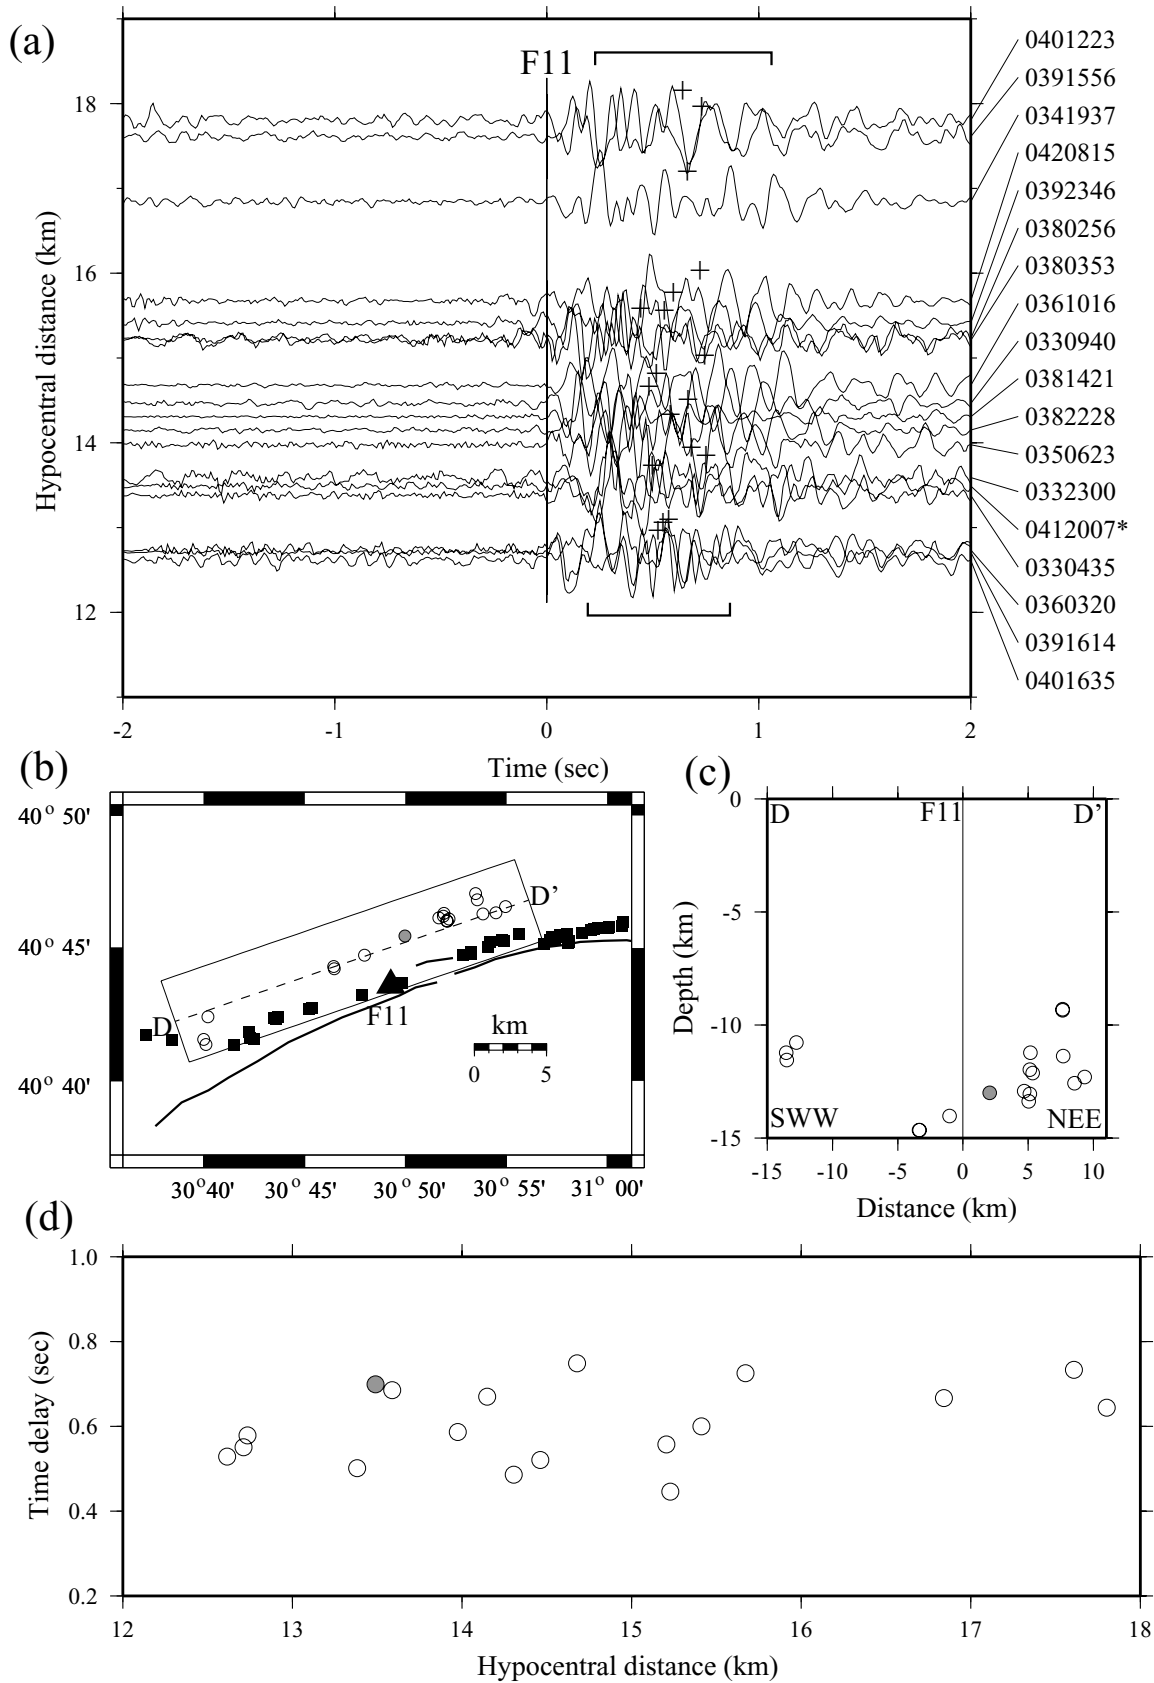 (a)
F11
18
16
14
12
Hypocentral distance (km)
-2 -1 0 1 2
Time (sec)
0401223
0391556
0341937
0420815
0392346
0380256
0380353
0361016
0330940
0381421
0382228
0350623
0332300
0412007*
0330435
0360320
0391614
0401635
(b)
40° 50'
40° 45'
40° 40'
D
D’
F11
km
0 5
30°40' 30°45' 30°50' 30°55' 31°00'
(c)
0
-5
-10
-15
Depth (km)
D F11 D’
SWW NEE
-15 -10 -5 0 5 10
Distance (km)
(d)
1.0
0.8
0.6
0.4
0.2
Time delay (sec)
12 13 14 15 16 17 18
Hypocentral distance (km)